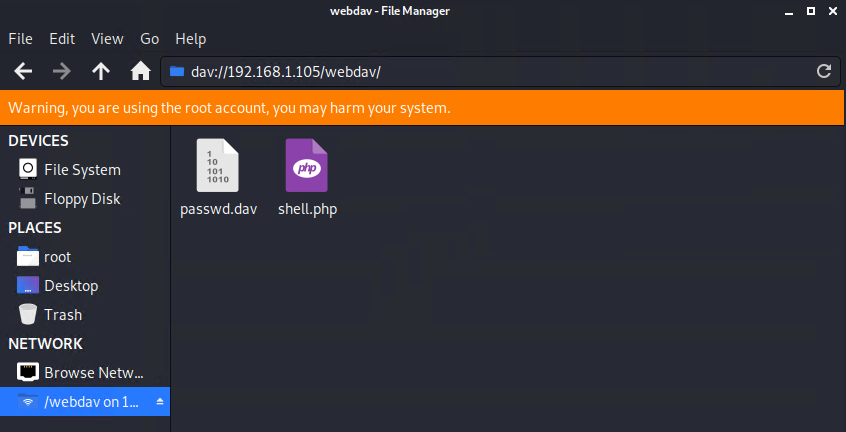 webdav - File Manager
File Edit View Go Help
dav://192.168.1.105/webdav/
Warning, you are using the root account, you may harm your system.
DEVICES
File System
Floppy Disk
PLACES
root
Desktop
Trash
NETWORK
Browse Netw...
/webdav on 1...
1
10
101
1010
php
passwd.dav shell.php